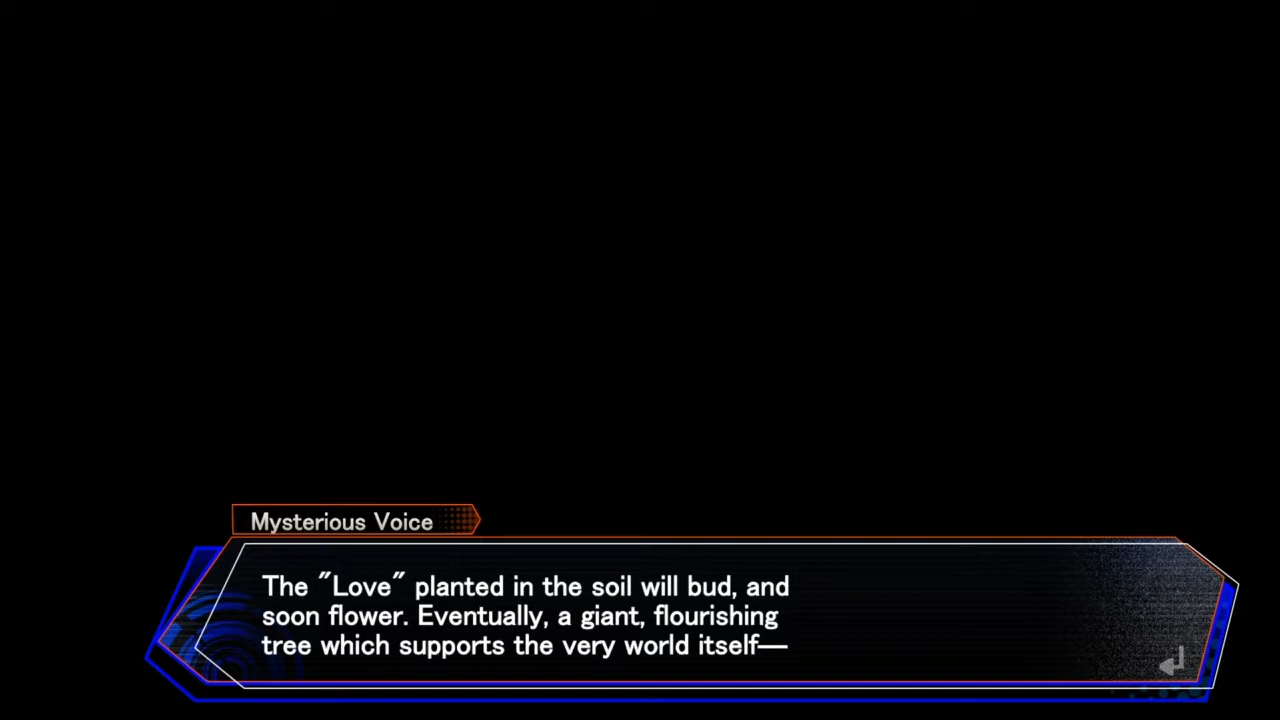 Mysterious Voice
The "Love" planted in the soil will bud, and
soon flower. Eventually, a giant, flourishing
tree which supports the very world itself—